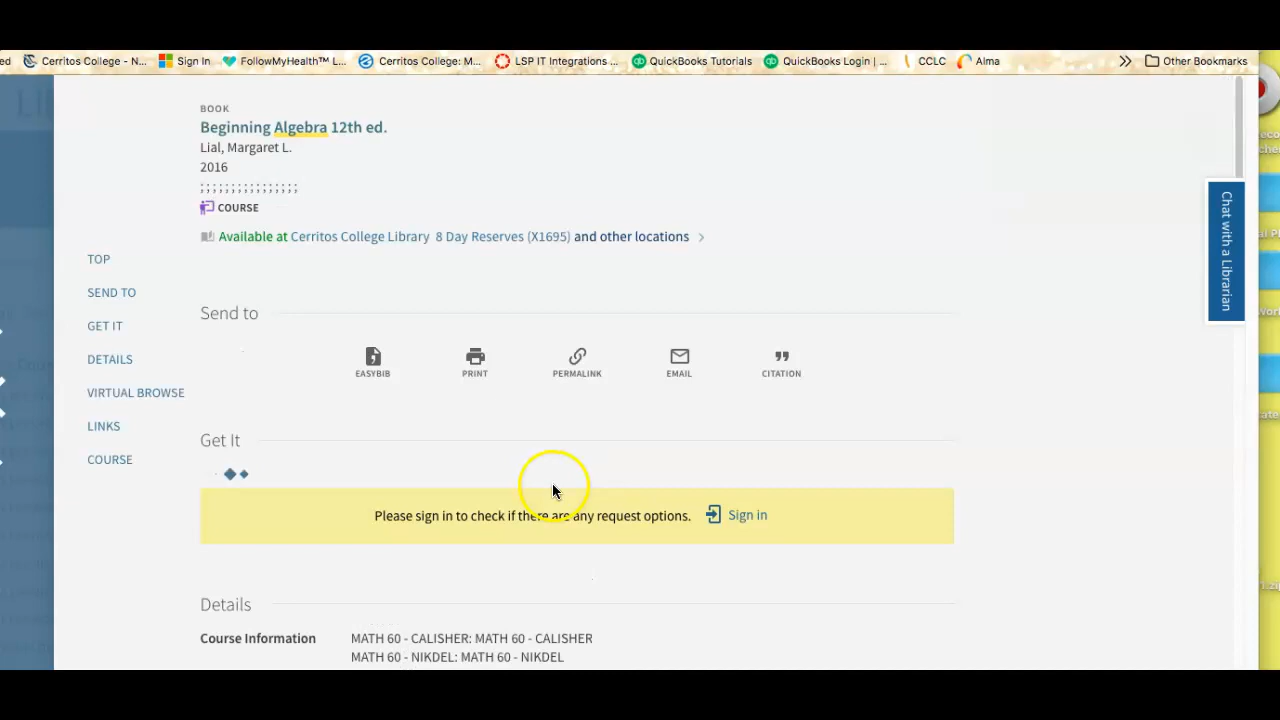 ed Cerritos College - N... Sign In FollowMyHealth™ L... Cerritos College: M... LSP IT Integrations ... QuickBooks Tutorials QuickBooks Login | ... CCLC Alma Other Bookmarks
BOOK
Beginning Algebra 12th ed.
Lial, Margaret L.
2016
; ; ; ; ; ; ; ; ; ; ; ; ; ; ; ;
COURSE
Available at Cerritos College Library 8 Day Reserves (X1695) and other locations
Chat with a Librarian
TOP
SEND TO
GET IT
DETAILS
VIRTUAL BROWSE
LINKS
COURSE
Send to
EASYBIB PRINT PERMALINK EMAIL CITATION
Get It
Please sign in to check if there are any request options. Sign in
Details
Course Information MATH 60 - CALISHER: MATH 60 - CALISHER
MATH 60 - NIKDEL: MATH 60 - NIKDEL